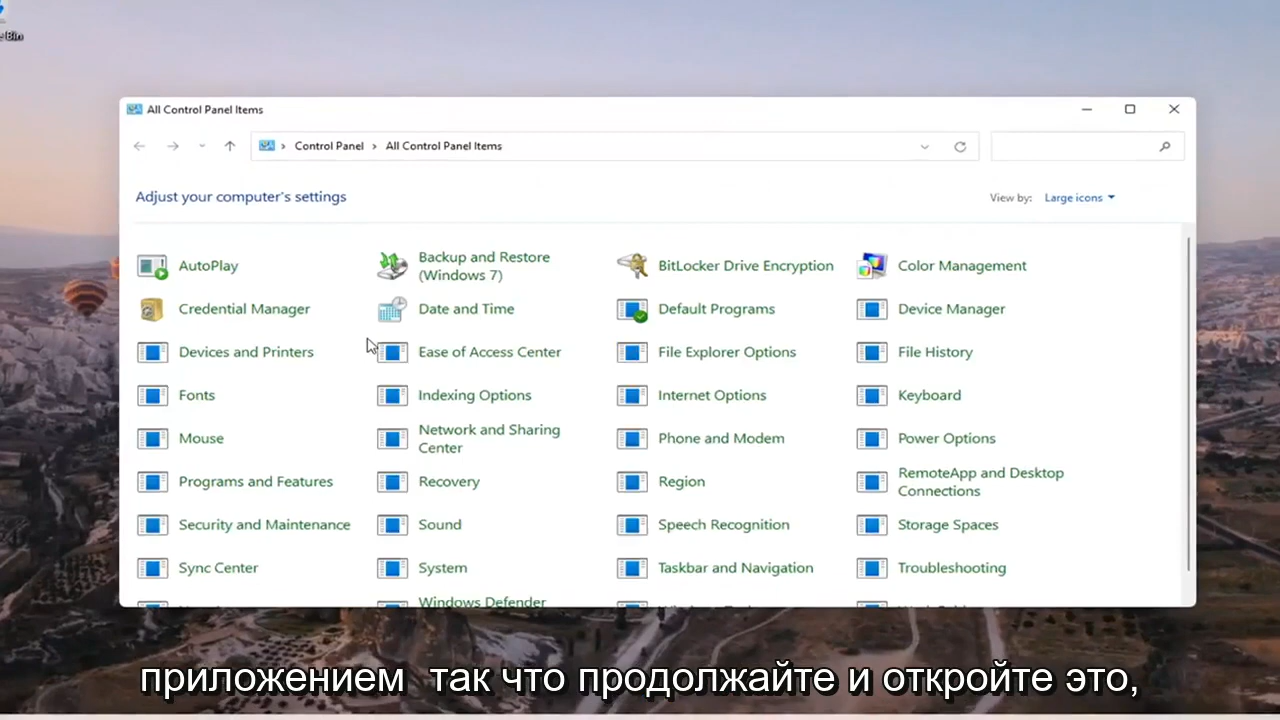 Bin
All Control Panel Items
Control Panel › All Control Panel Items
Adjust your computer's settings
View by: Large icons
AutoPlay
Backup and Restore
(Windows 7)
BitLocker Drive Encryption
Color Management
Credential Manager
Date and Time
Default Programs
Device Manager
Devices and Printers
Ease of Access Center
File Explorer Options
File History
Fonts
Indexing Options
Internet Options
Keyboard
Mouse
Network and Sharing
Center
Phone and Modem
Power Options
Programs and Features
Recovery
Region
RemoteApp and Desktop
Connections
Security and Maintenance
Sound
Speech Recognition
Storage Spaces
Sync Center
System
Taskbar and Navigation
Troubleshooting
Windows Defender
приложением так что продолжайте и откройте это,